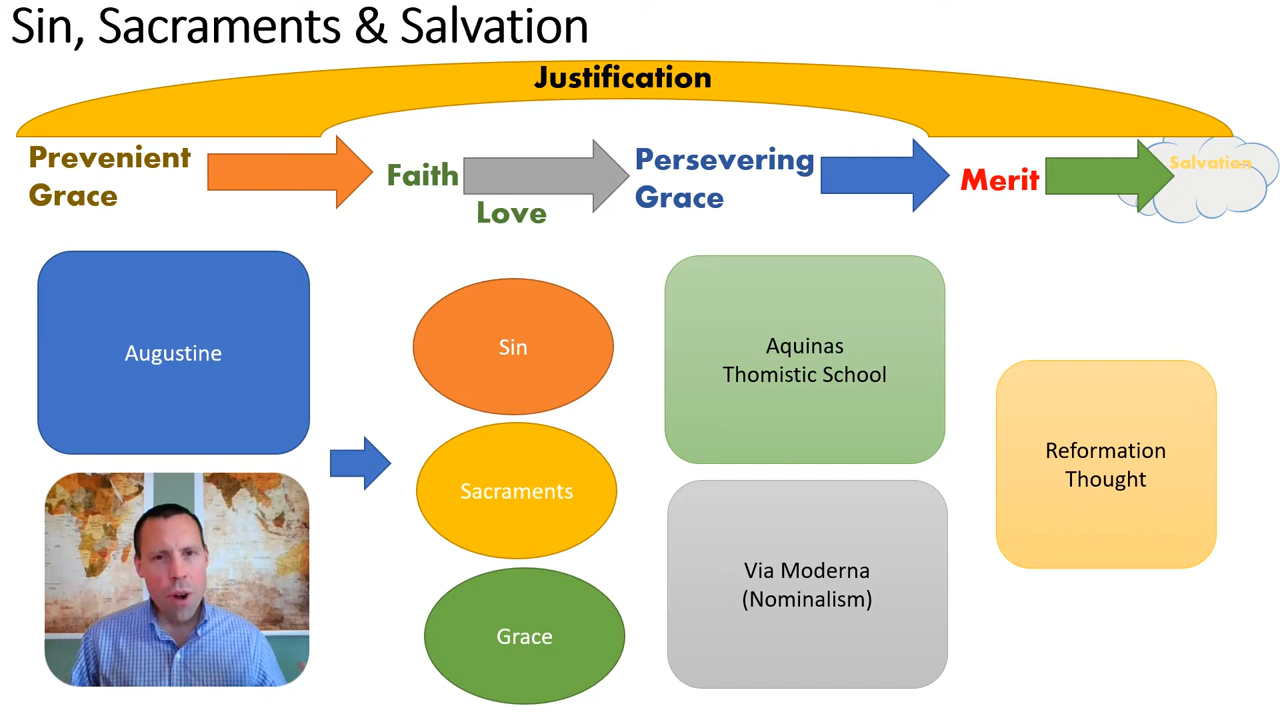 Sin, Sacraments & Salvation
Justification
Prevenient
Grace
Faith
Love
Persevering
Grace
Merit
Salvation
Augustine
Sin
Sacraments
Grace
Aquinas
Thomistic School
Via Moderna
(Nominalism)
Reformation
Thought